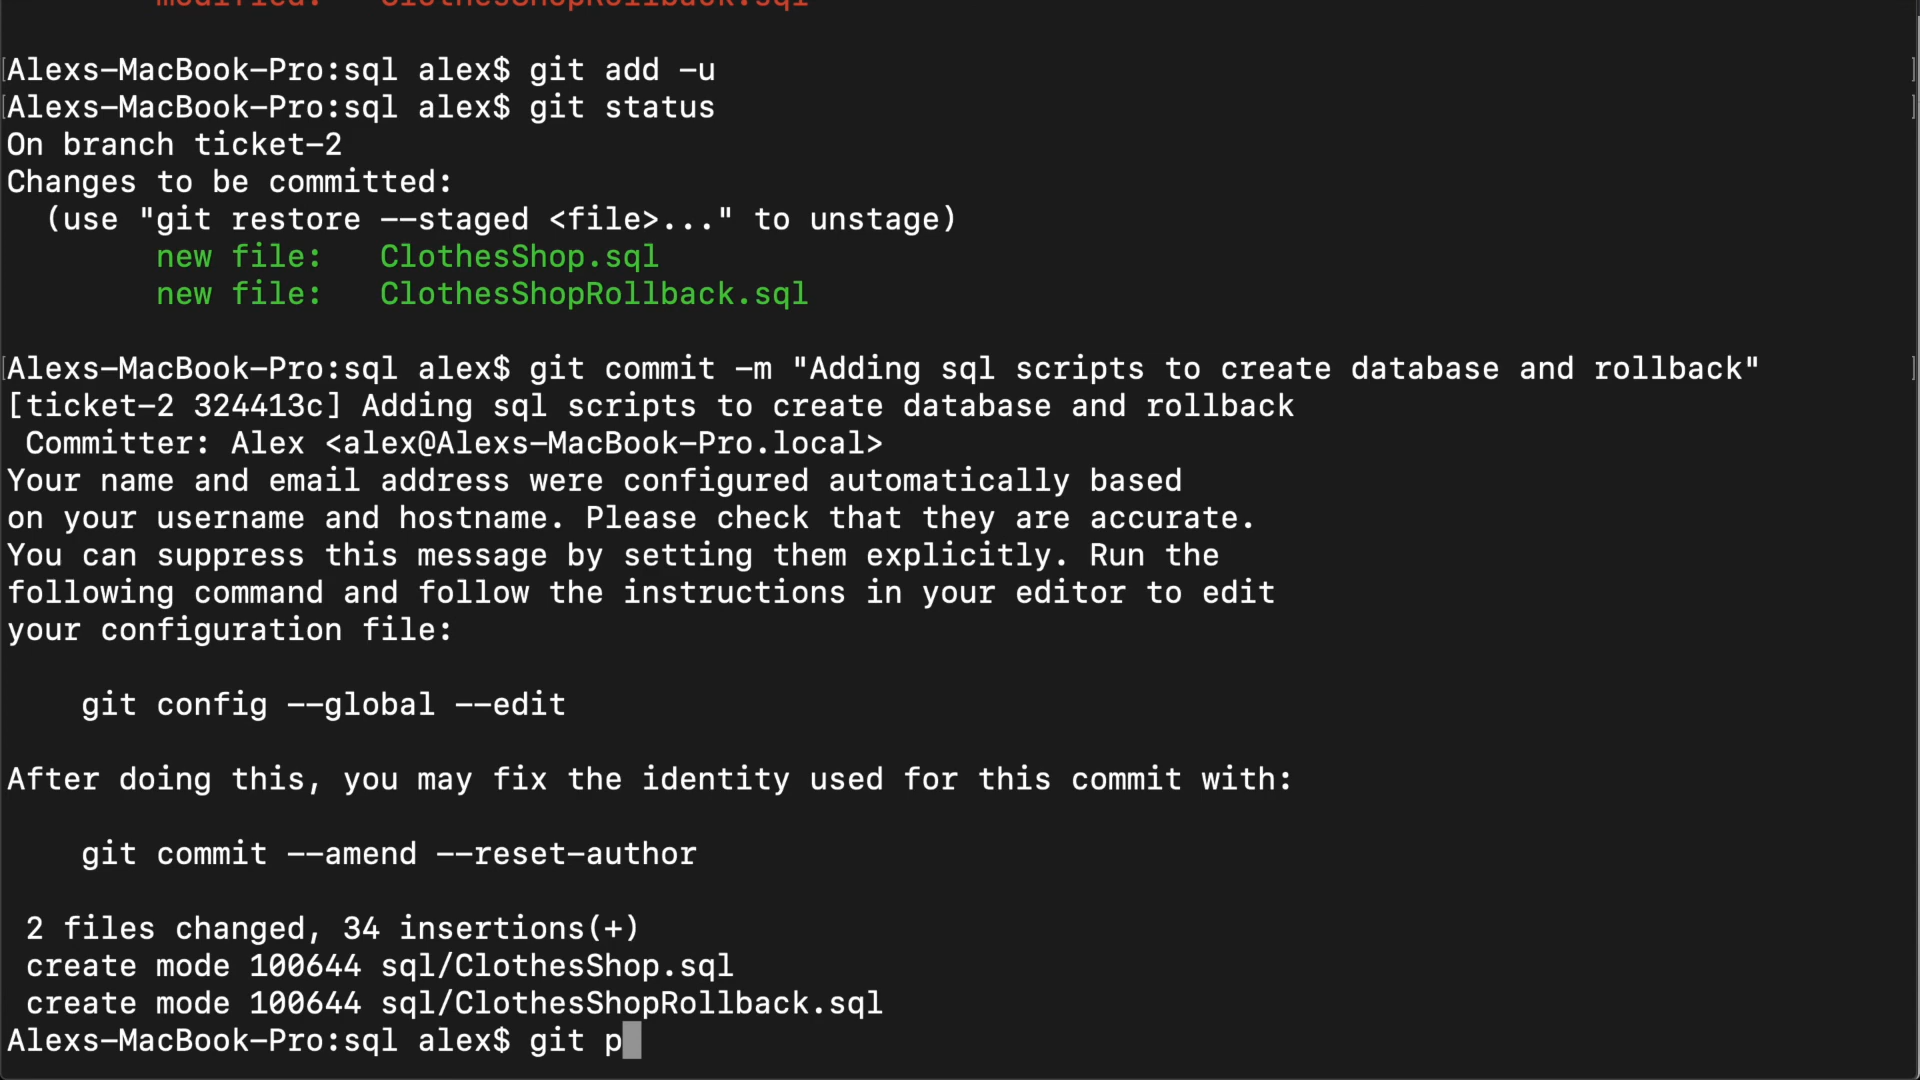 modified:   ClothesShopRollback.sql
Alexs-MacBook-Pro:sql alex$ git add -u
Alexs-MacBook-Pro:sql alex$ git status
On branch ticket-2
Changes to be committed:
  (use "git restore --staged <file>..." to unstage)
        new file:   ClothesShop.sql
        new file:   ClothesShopRollback.sql
Alexs-MacBook-Pro:sql alex$ git commit -m "Adding sql scripts to create database and rollback"
[ticket-2 324413c] Adding sql scripts to create database and rollback
 Committer: Alex <alex@Alexs-MacBook-Pro.local>
Your name and email address were configured automatically based
on your username and hostname. Please check that they are accurate.
You can suppress this message by setting them explicitly. Run the
following command and follow the instructions in your editor to edit
your configuration file:
    git config --global --edit
After doing this, you may fix the identity used for this commit with:
    git commit --amend --reset-author
 2 files changed, 34 insertions(+)
 create mode 100644 sql/ClothesShop.sql
 create mode 100644 sql/ClothesShopRollback.sql
Alexs-MacBook-Pro:sql alex$ git p